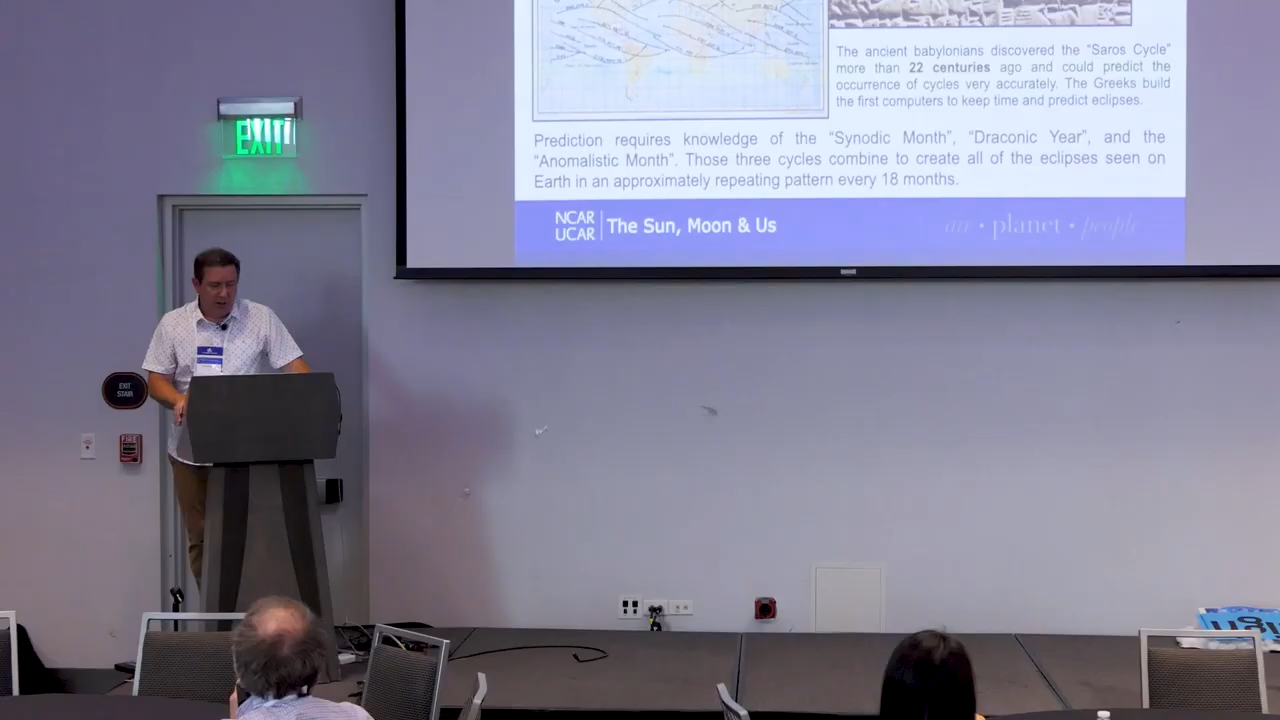 The ancient babylonians discovered the “Saros Cycle”
more than 22 centuries ago and could predict the
occurrence of cycles very accurately. The Greeks build
the first computers to keep time and predict eclipses.
Prediction requires knowledge of the “Synodic Month”, “Draconic Year”, and the
“Anomalistic Month”. Those three cycles combine to create all of the eclipses seen on
Earth in an approximately repeating pattern every 18 months.
NCAR
UCAR
The Sun, Moon & Us
air • planet • people
EXIT
EXIT
STAIR
FIRE